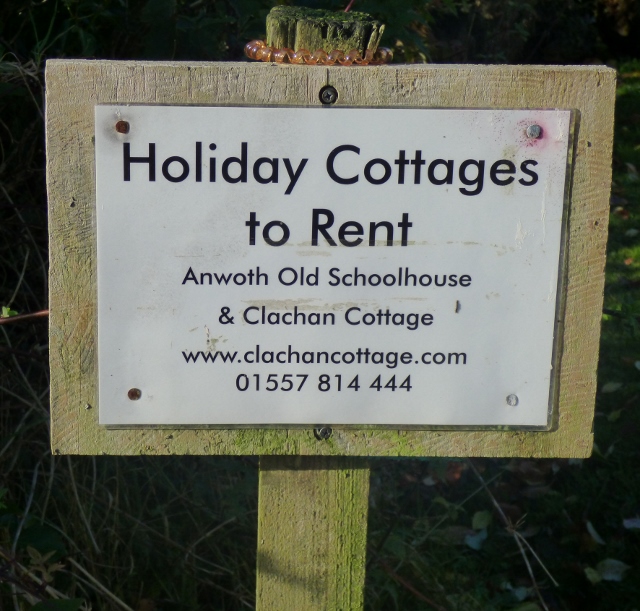 Holiday Cottages
to Rent
Anwoth Old Schoolhouse
& Clachan Cottage
www.clachancottage.com
01557 814 444